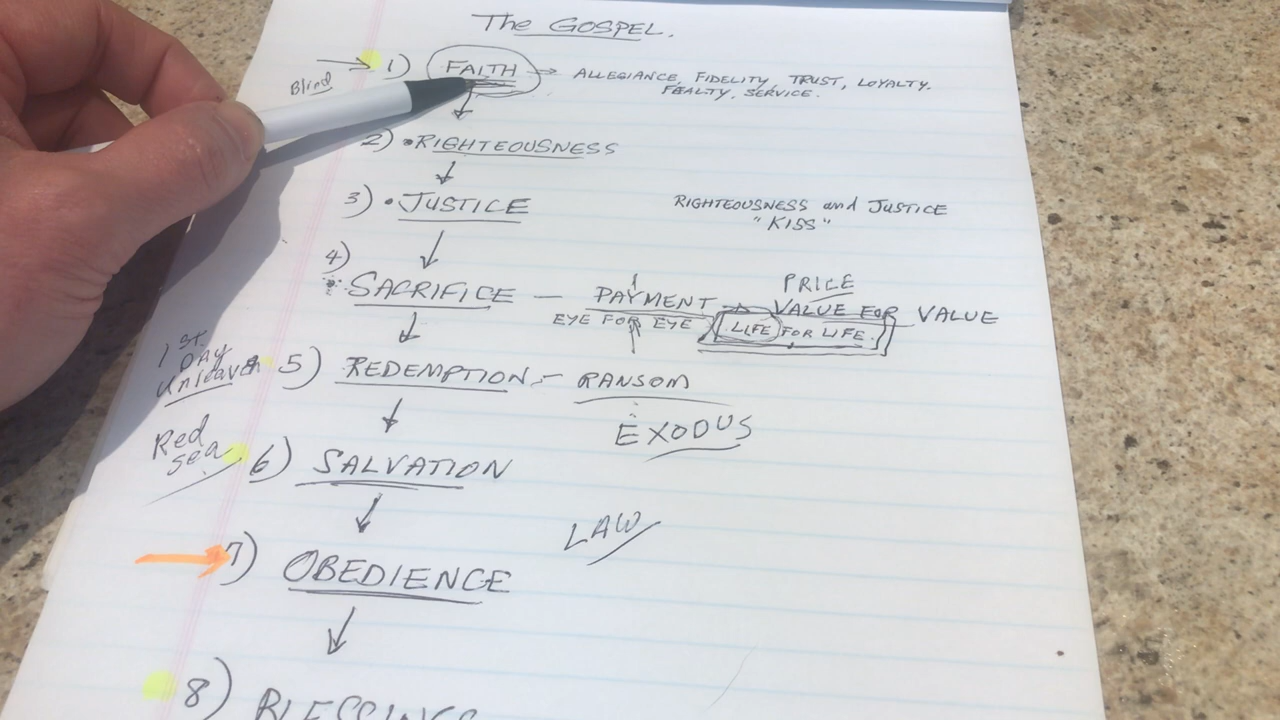 The GOSPEL.
1) FAITH → ALLEGIANCE, FIDELITY, TRUST, LOYALTY.
FEALTY, SERVICE.
Blind
2) • RIGHTEOUSNESS
3) • JUSTICE
RIGHTEOUSNESS and JUSTICE
"KISS"
4)
SACRIFICE — PAYMENT
PRICE
VALUE FOR VALUE
EYE FOR EYE
LIFE FOR LIFE.
1ST
DAY
5) REDEMPTION - RANSOM
EXODUS
Red
Sea
6) SALVATION
LAW
7) OBEDIENCE
8) BLESSINGS